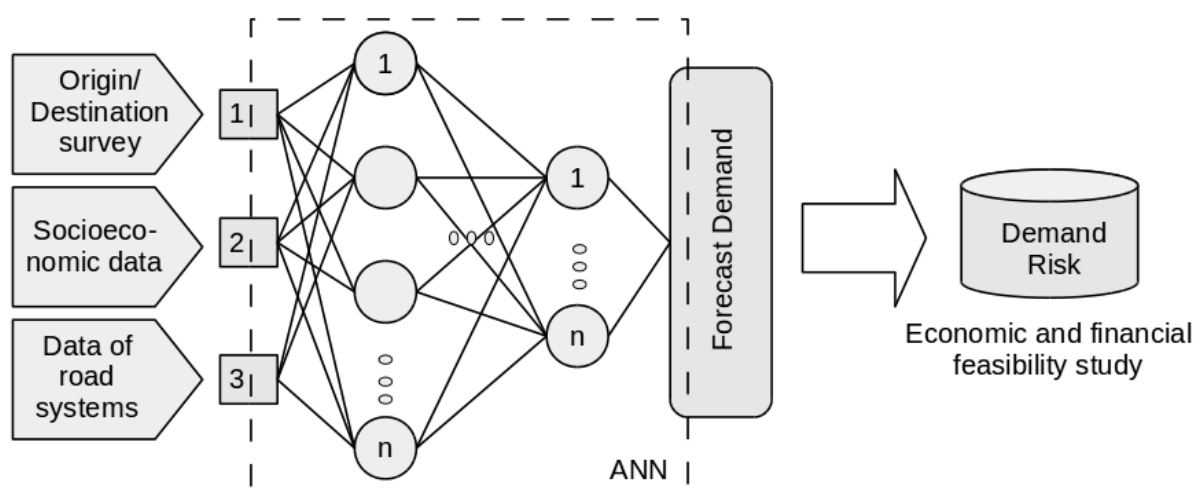 Origin/
Destination
survey
Socioeco-
nomic data
Data of
road
systems
1
2
3
1
n
1
n
Forecast Demand
ANN
Demand
Risk
Economic and financial
feasibility study